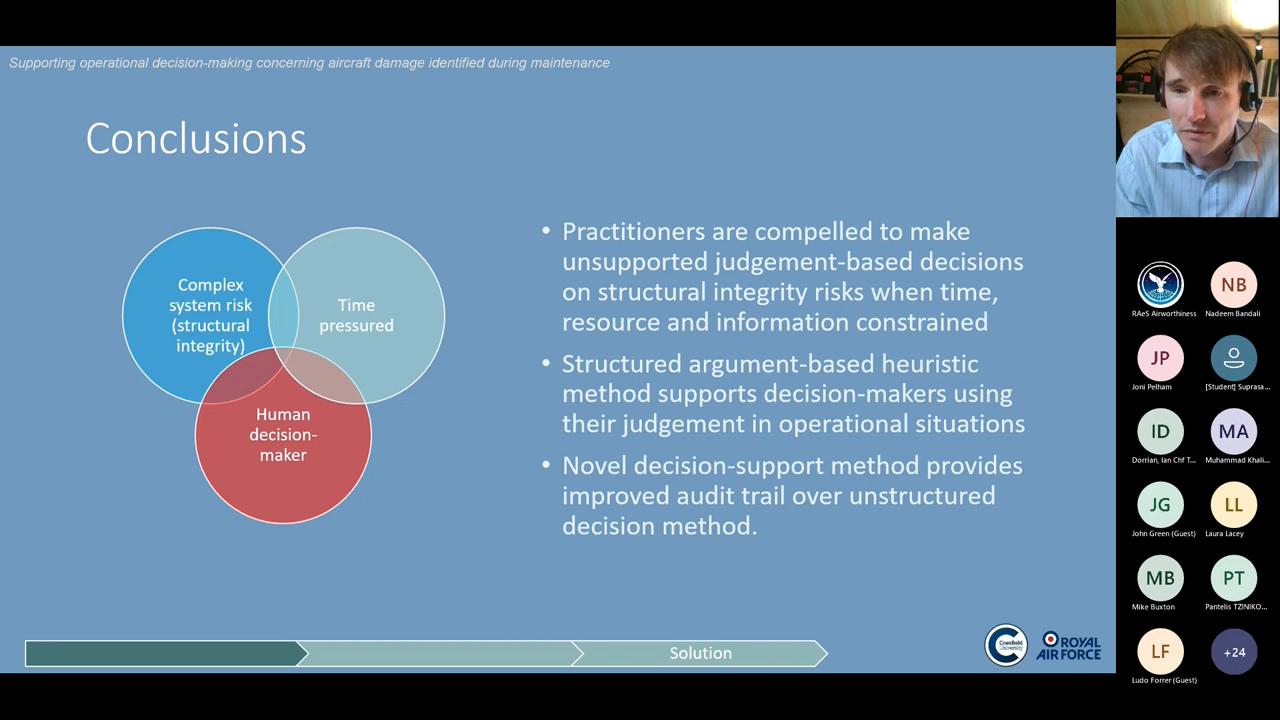 Supporting operational decision-making concerning aircraft damage identified during maintenance
Conclusions
Complex
system risk
(structural
integrity)
Time
pressured
Human
decision-
maker
• Practitioners are compelled to make
unsupported judgement-based decisions
on structural integrity risks when time,
resource and information constrained
• Structured argument-based heuristic
method supports decision-makers using
their judgement in operational situations
• Novel decision-support method provides
improved audit trail over unstructured
decision method.
Solution
Cranfield
University
ROYAL
AIR FORCE
RAeS Airworthiness
NB
Nadeem Bandali
JP
Joni Pelham
[Student] Suprasa...
ID
Dorrian, Ian Chf T...
MA
Muhammad Khali...
JG
John Green (Guest)
LL
Laura Lacey
MB
Mike Buxton
PT
Pantelis TZINIKO...
LF
Ludo Forrer (Guest)
+24